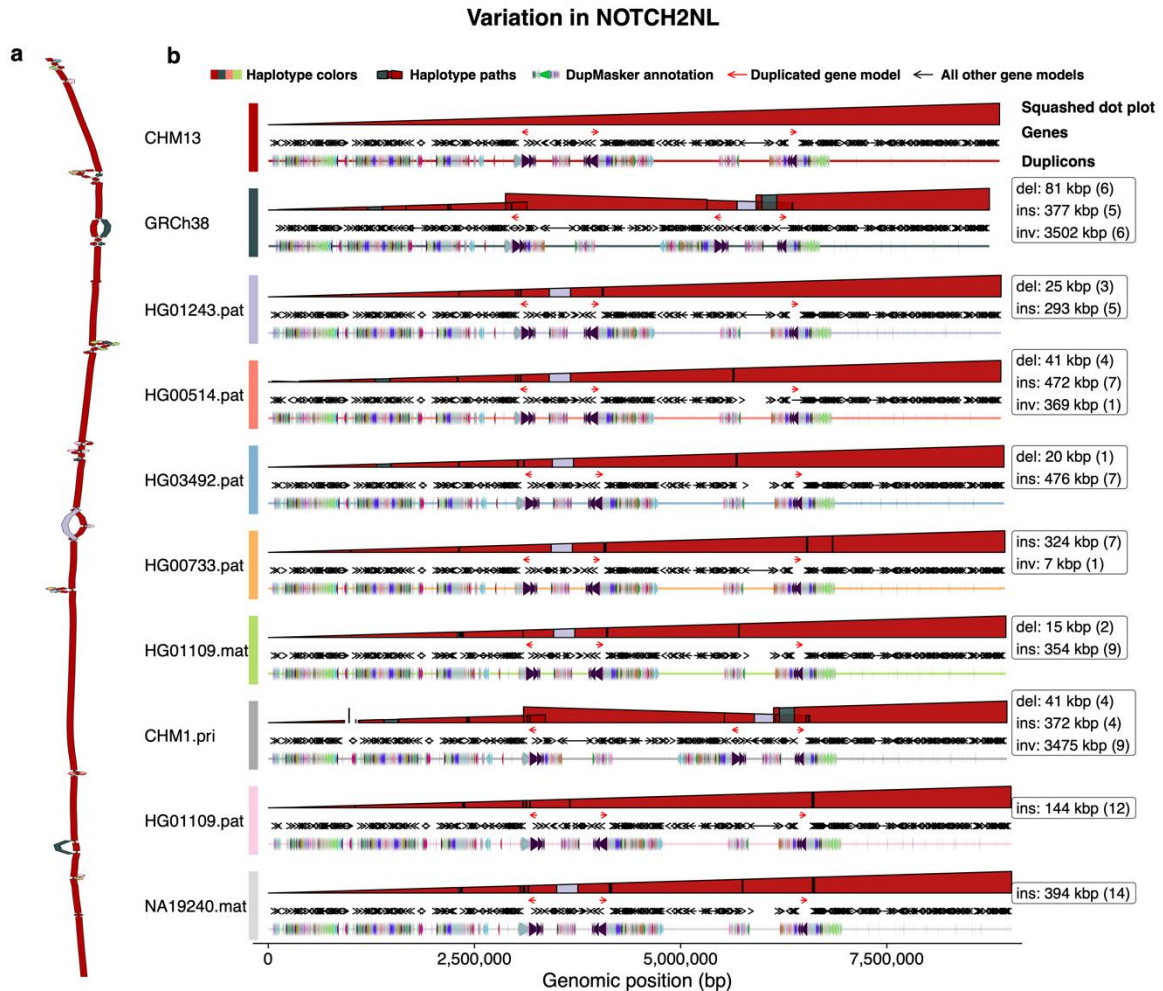 Variation in NOTCH2NL
a
b
Haplotype colors
Haplotype paths
DupMasker annotation
Duplicated gene model
All other gene models
Squashed dot plot
CHM13
Genes
Duplicons
GRCh38
del: 81 kbp (6)
ins: 377 kbp (5)
inv: 3502 kbp (6)
HG01243.pat
del: 25 kbp (3)
ins: 293 kbp (5)
HG00514.pat
del: 41 kbp (4)
ins: 472 kbp (7)
inv: 369 kbp (1)
HG03492.pat
del: 20 kbp (1)
ins: 476 kbp (7)
HG00733.pat
ins: 324 kbp (7)
inv: 7 kbp (1)
HG01109.mat
del: 15 kbp (2)
ins: 354 kbp (9)
CHM1.pri
del: 41 kbp (4)
ins: 372 kbp (4)
inv: 3475 kbp (9)
HG01109.pat
ins: 144 kbp (12)
NA19240.mat
ins: 394 kbp (14)
0
2,500,000
5,000,000
7,500,000
Genomic position (bp)